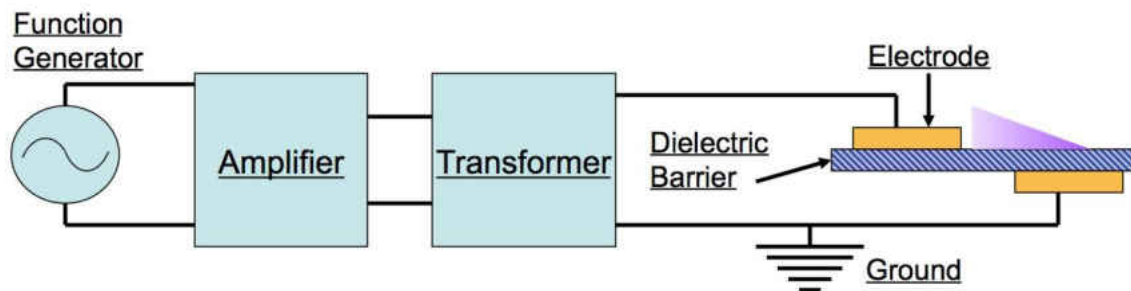 Function
Generator
Amplifier
Transformer
Electrode
Dielectric
Barrier
Ground